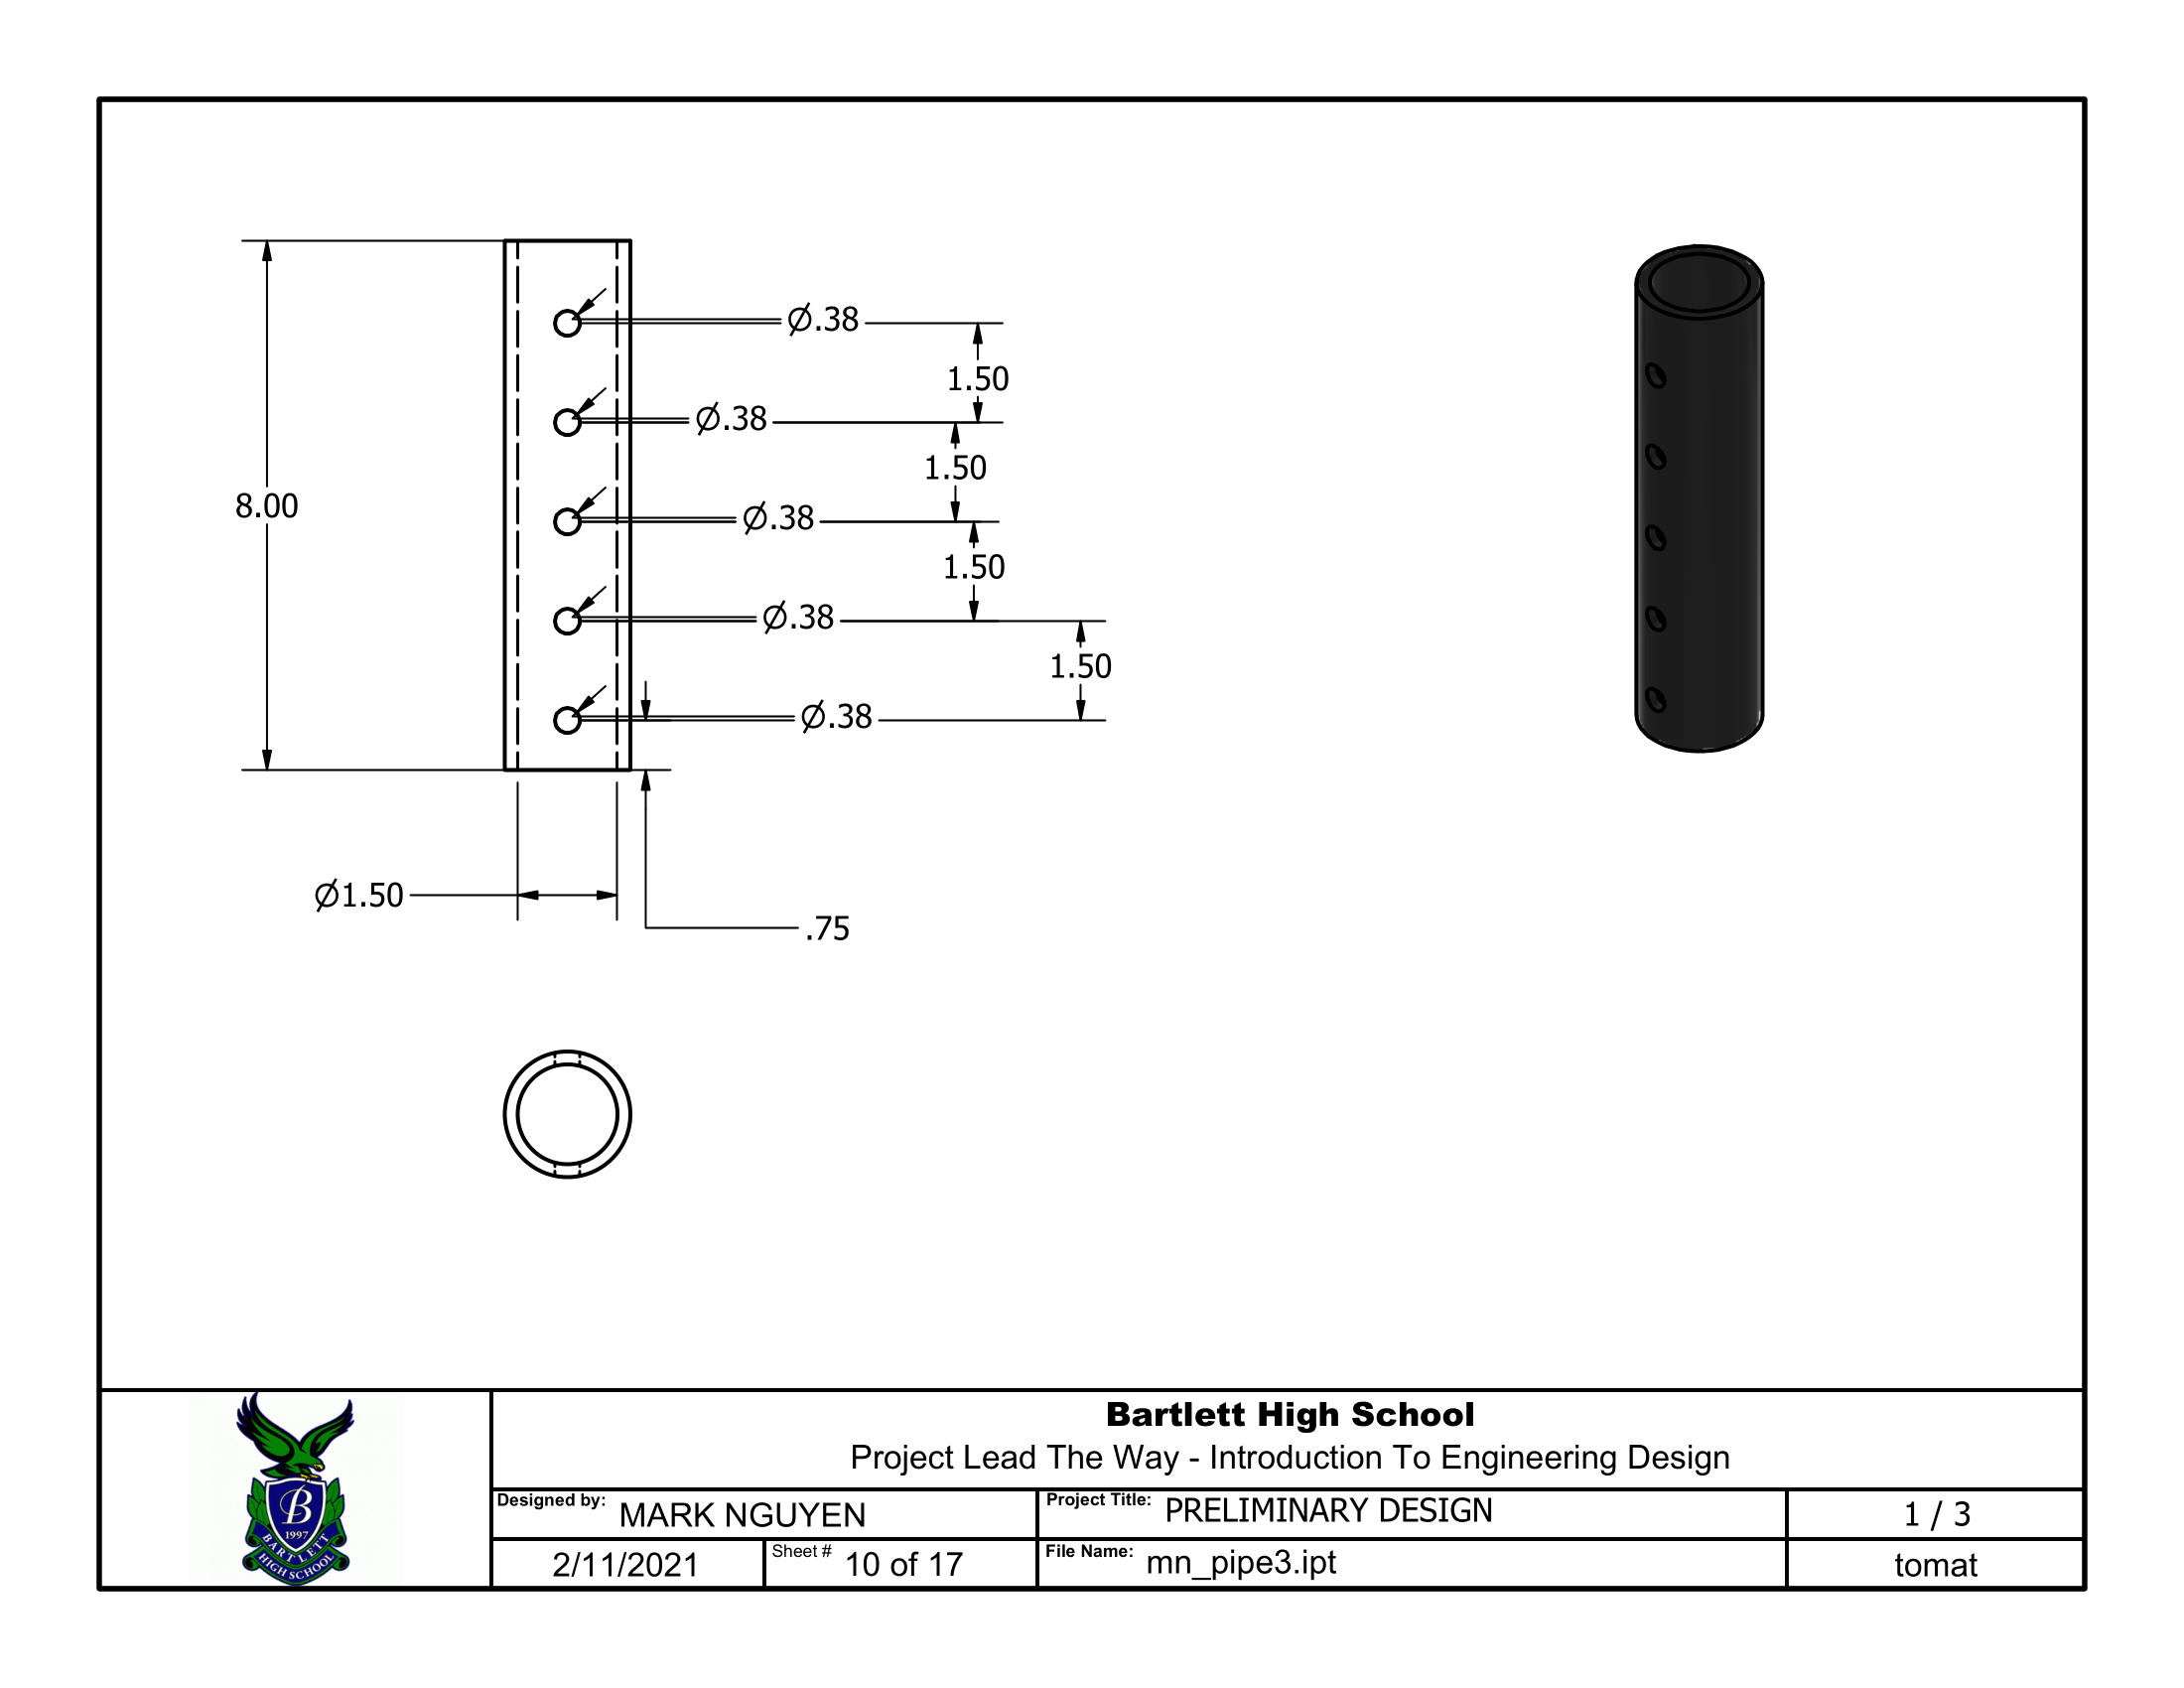 Ø.38
1.50
Ø.38
1.50
8.00
Ø.38
1.50
Ø.38
1.50
Ø.38
Ø1.50
.75
Bartlett High School
Project Lead The Way - Introduction To Engineering Design
Designed by: MARK NGUYEN
Project Title: PRELIMINARY DESIGN
1 / 3
2/11/2021
Sheet # 10 of 17
File Name: mn_pipe3.ipt
tomat
B
1997
BARTLETT
HIGH SCHOOL